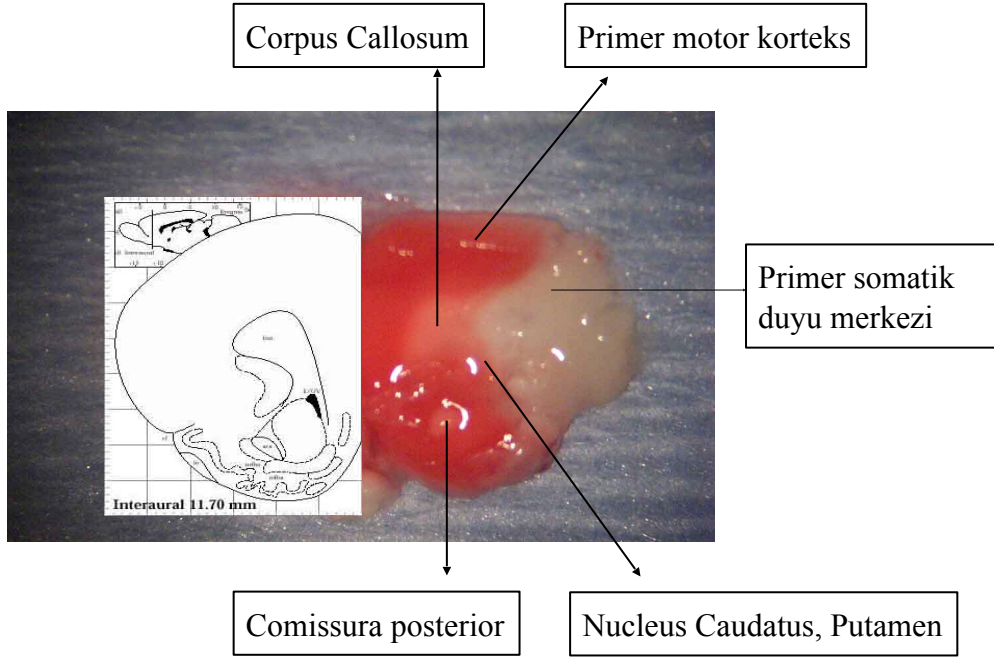 Corpus Callosum
Primer motor korteks
Primer somatik
duyu merkezi
Interaural 11.70 mm
Comissura posterior
Nucleus Caudatus, Putamen